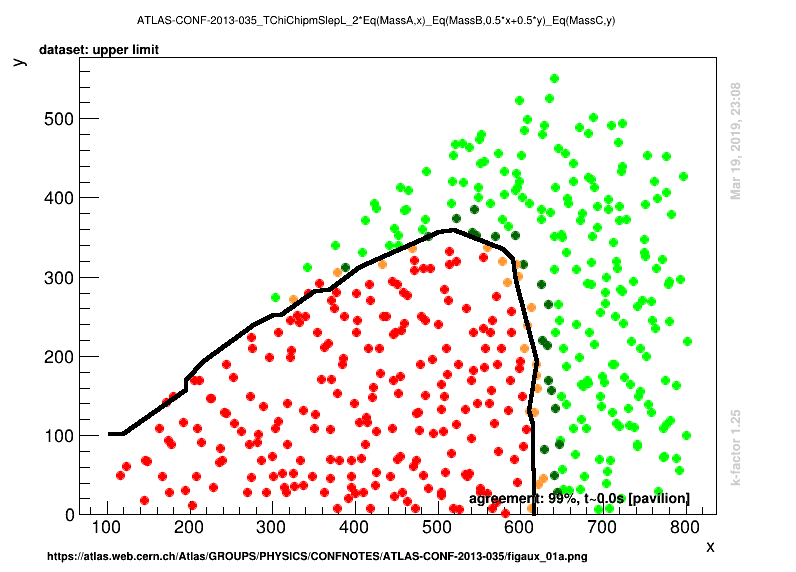 ATLAS-CONF-2013-035_TChiChipmSlepL_2*Eq(MassA,x)_Eq(MassB,0.5*x+0.5*y)_Eq(MassC,y)
dataset: upper limit
y
500
400
300
200
100
0
Mar 19, 2019, 23:08
k-factor 1.25
agreement: 99%, t~0.0s [pavilion]
100 200 300 400 500 600 700 800
x
https://atlas.web.cern.ch/Atlas/GROUPS/PHYSICS/CONFNOTES/ATLAS-CONF-2013-035/figaux_01a.png